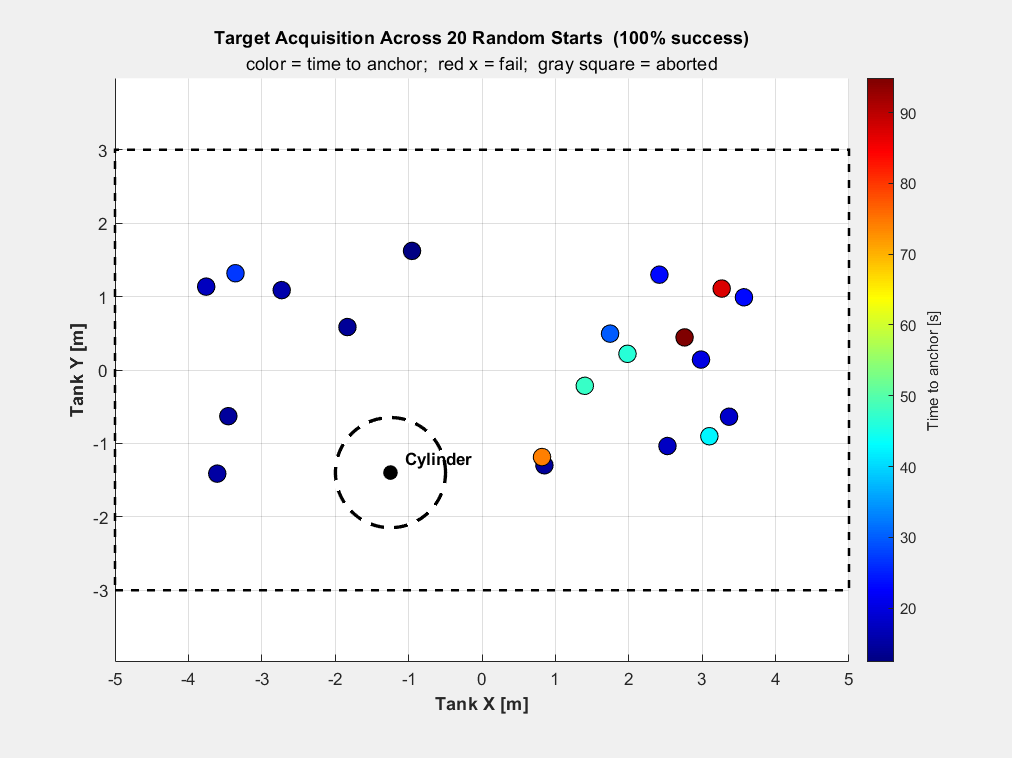 Target Acquisition Across 20 Random Starts  (100% success)
color = time to anchor;  red x = fail;  gray square = aborted
3
2
1
0
-1
-2
-3
Tank Y [m]
Cylinder
-5 -4 -3 -2 -1 0 1 2 3 4 5
Tank X [m]
90
80
70
60
50
40
30
20
Time to anchor [s]